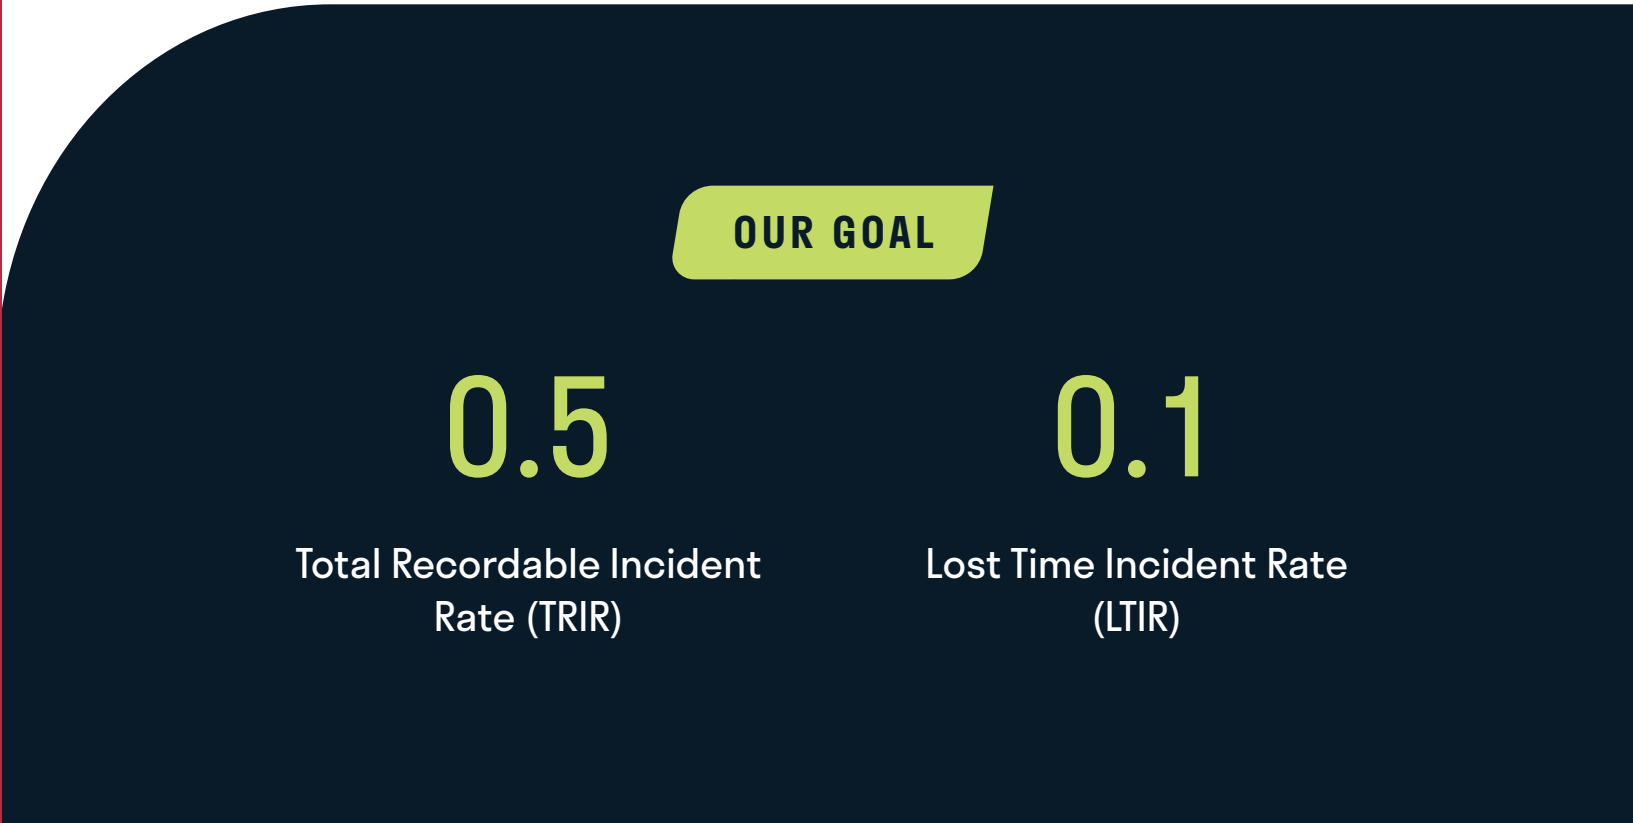 OUR GOAL
0.5
Total Recordable Incident
Rate (TRIR)
0.1
Lost Time Incident Rate
(LTIR)